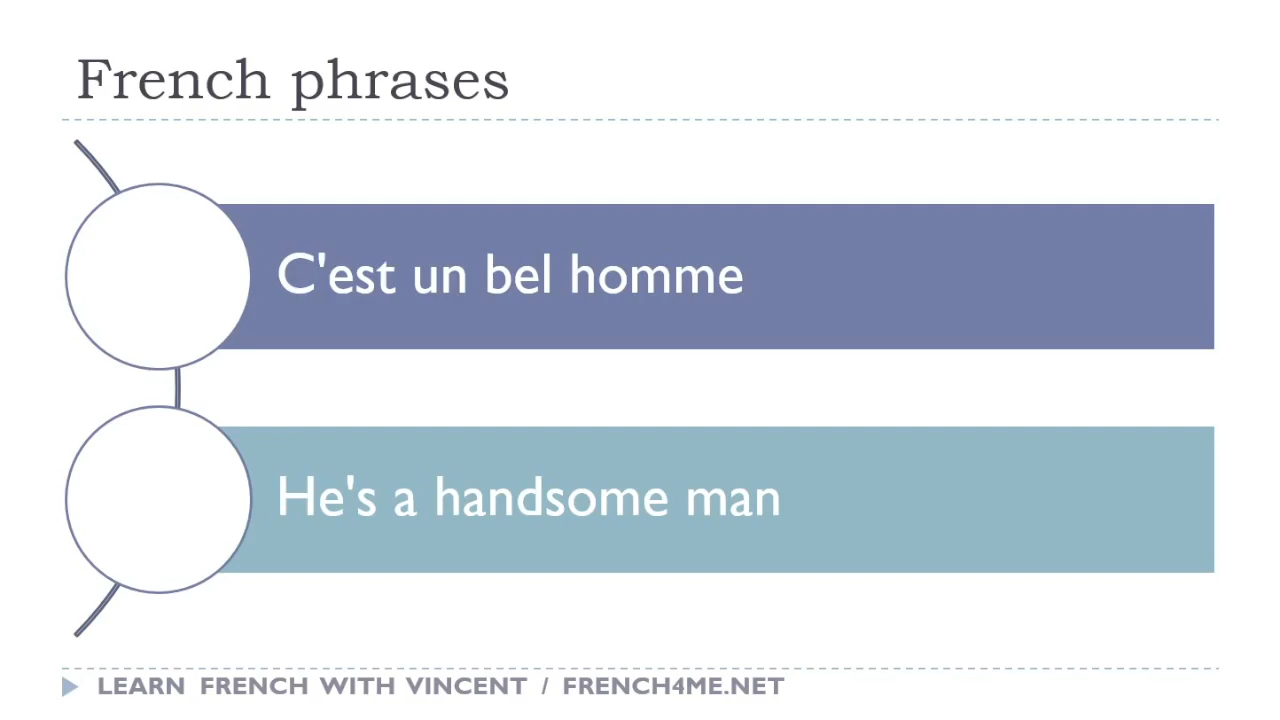 French phrases
C'est un bel homme
He's a handsome man
LEARN FRENCH WITH VINCENT / FRENCH4ME.NET